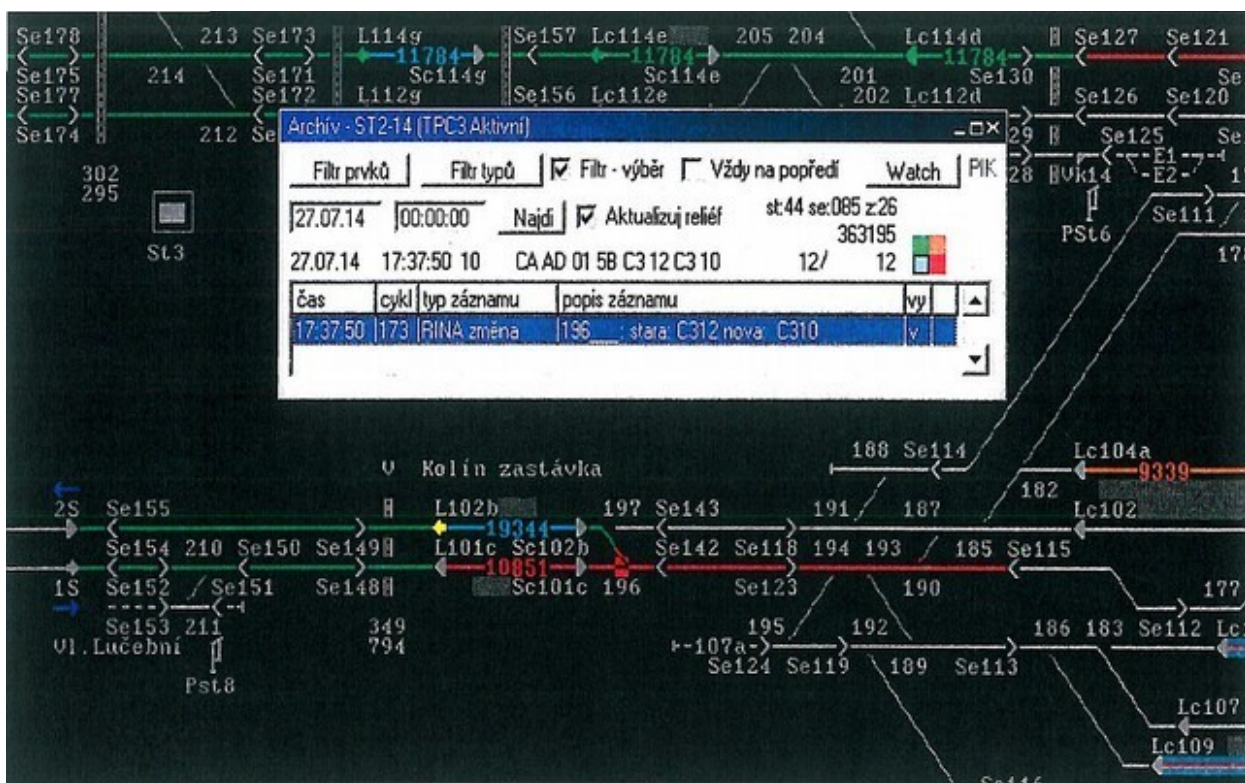 Se178 213 Se173 L114g Se157 Lc114e 205 204 Lc114d Se127 Se121
11784 11784 11784
Se175 214 Se171 Sc114g Sc114e 201 Se130
Se177 Se172 L112g Se156 Lc112e 202 Lc112d Se126 Se120
Se174 212
Archív - ST2-14 (TPC3 Aktivní)
Filtr prvků Filtr typů Filtr - výběr Vždy na popředí Watch
PIK
27.07.14 00:00:00 Najdi Aktualizuj reliéf st:44 se:085 z:26
363195
27.07.14 17:37:50 10 CA AD 01 5B C3 12 C3 10 12/ 12
čas cykl typ záznamu popis záznamu vy
17:37:50 173 RINA změna 196___: stara: C312 nova: C310 v
Se125 E1
Vk14 E2
302
295
St3
Se111
PSt6
188 Se114 Lc104a
V Kolín zastávka 9339
182
2S Se155 L102b 197 Se143 191 187 Lc102
19344
Se154 210 Se150 Se149 L101c Sc102b Se142 Se118 194 193 185 Se115
10851
1S Se152 Se151 Se148 Sc101c 196 Se123 190 177
Se153 211 349 195 192 186 183 Se112
Vl.Lučební 794 107a
Se124 Se119 189 Se113
Pst8
Lc107
Lc109